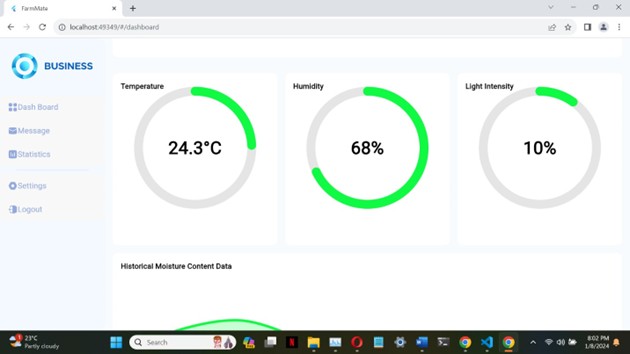 FarmMate
localhost:49349/#/dashboard
BUSINESS
Dash Board
Message
Statistics
Settings
Logout
Temperature
24.3°C
Humidity
68%
Light Intensity
10%
Historical Moisture Content Data
23°C
Partly cloudy
Search
8:02 PM
1/8/2024